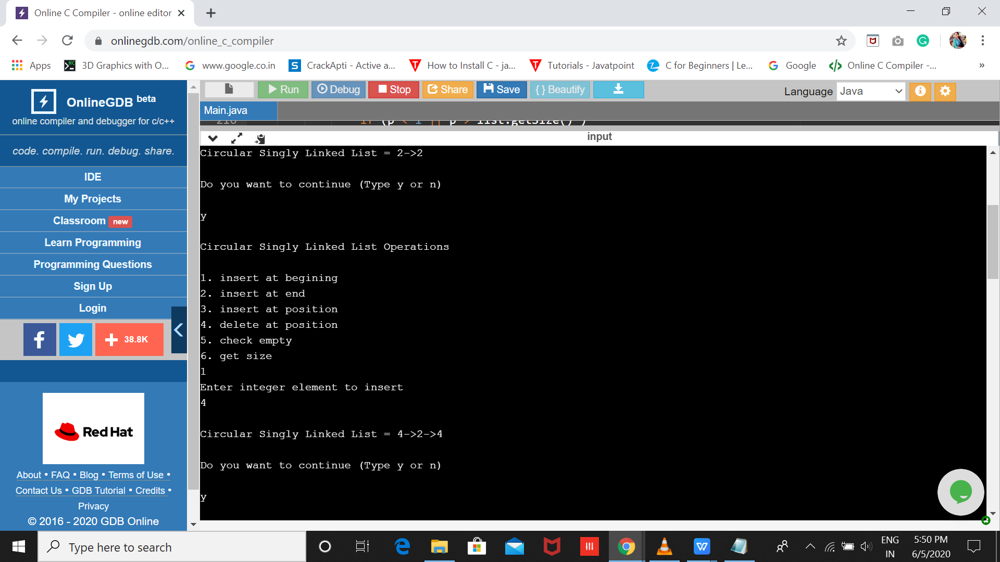 Online C Compiler - online editor
onlinegdb.com/online_c_compiler
Apps
3D Graphics with O...
www.google.co.in
CrackApti - Active a...
How to Install C - ja...
Tutorials - Javatpoint
C for Beginners | Le...
Google
Online C Compiler -...
»
OnlineGDB beta
online compiler and debugger for c/c++
code. compile. run. debug. share.
IDE
My Projects
Classroom new
Learn Programming
Programming Questions
Sign Up
Login
38.8K
Red Hat
About • FAQ • Blog • Terms of Use •
Contact Us • GDB Tutorial • Credits •
Privacy
© 2016 - 2020 GDB Online
Run Debug Stop Share Save { } Beautify
Language Java
Main.java
if (p < 1 || p > list.getSize() )
input
Circular Singly Linked List = 2->2
Do you want to continue (Type y or n)
y
Circular Singly Linked List Operations
1. insert at begining
2. insert at end
3. insert at position
4. delete at position
5. check empty
6. get size
1
Enter integer element to insert
4
Circular Singly Linked List = 4->2->4
Do you want to continue (Type y or n)
y
Type here to search
ENG
IN
5:50 PM
6/5/2020